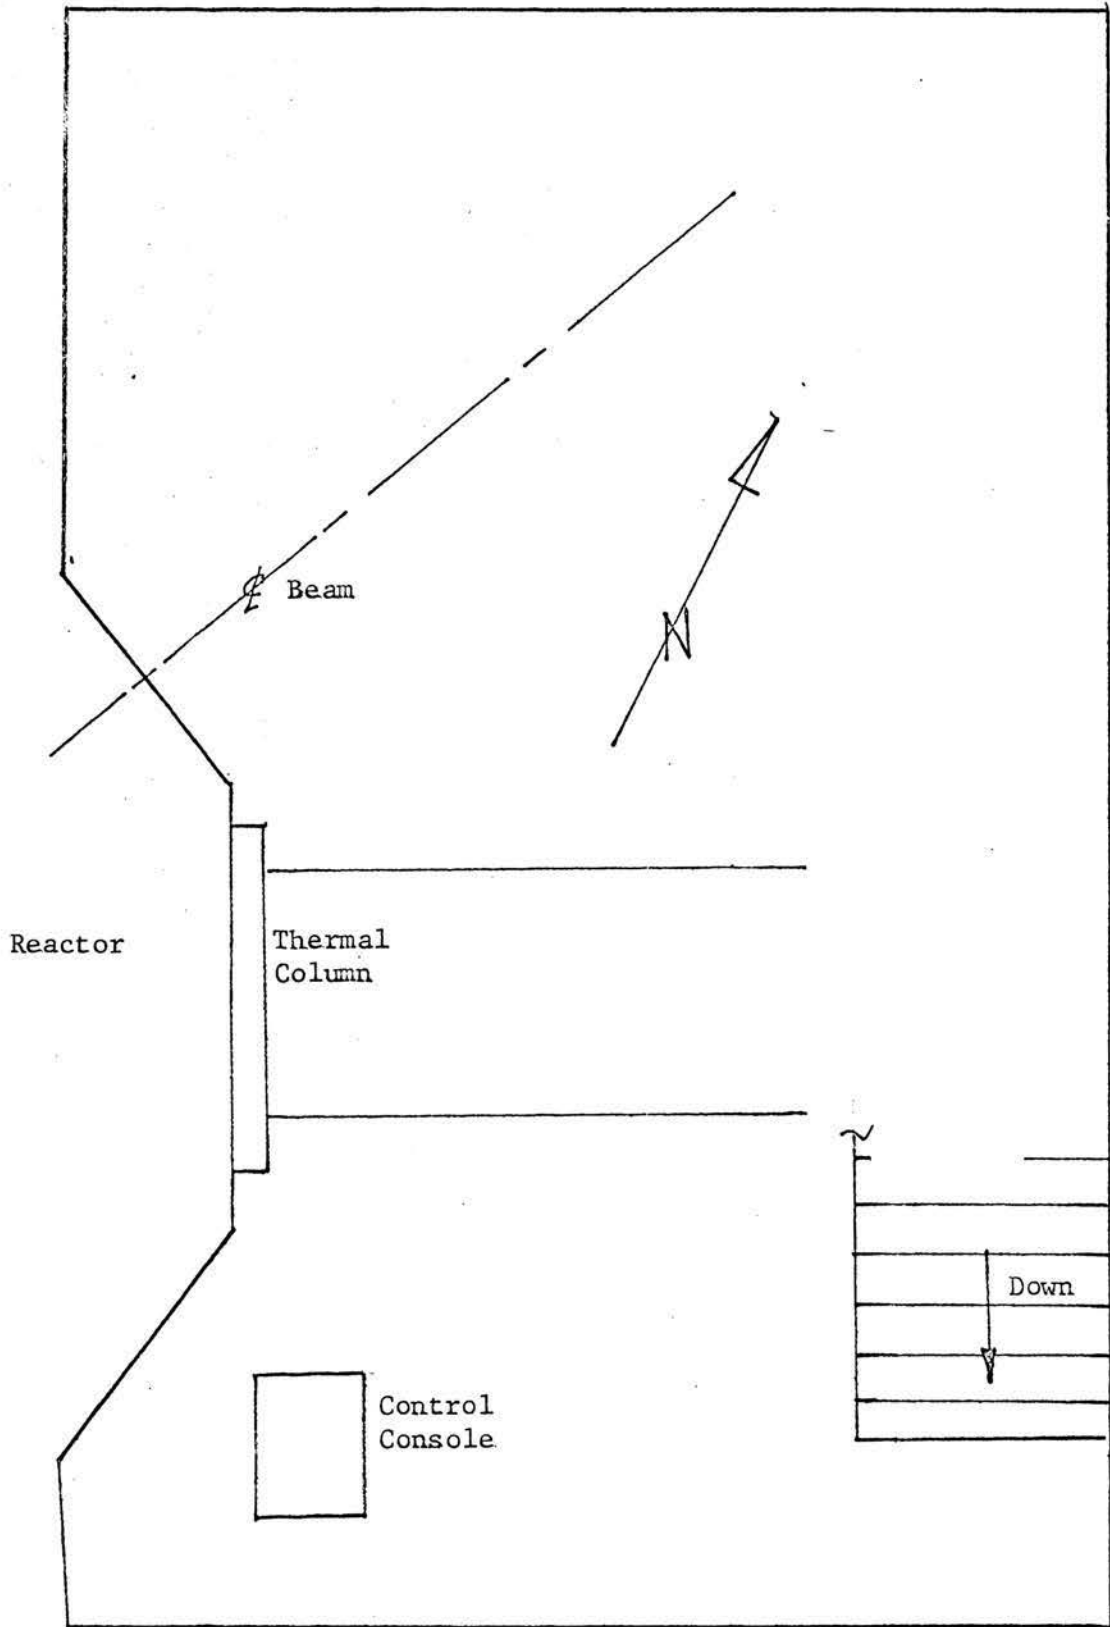 ℄ Beam
N
Reactor
Thermal
Column
Down
Control
Console